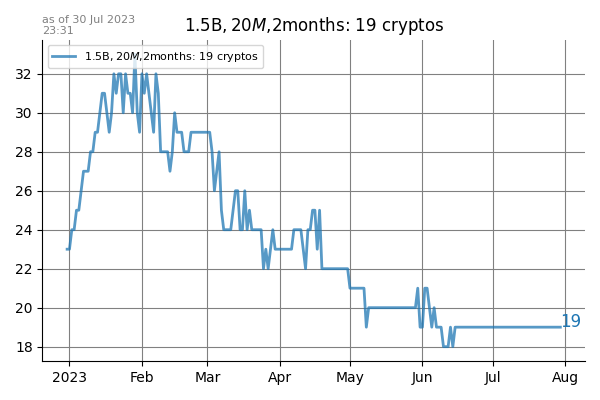 as of 30 Jul 2023
23:31
1.5B, 20M,2months: 19 cryptos
1.5B, 20M,2months: 19 cryptos
32
30
28
26
24
22
20
18
19
2023 Feb Mar Apr May Jun Jul Aug